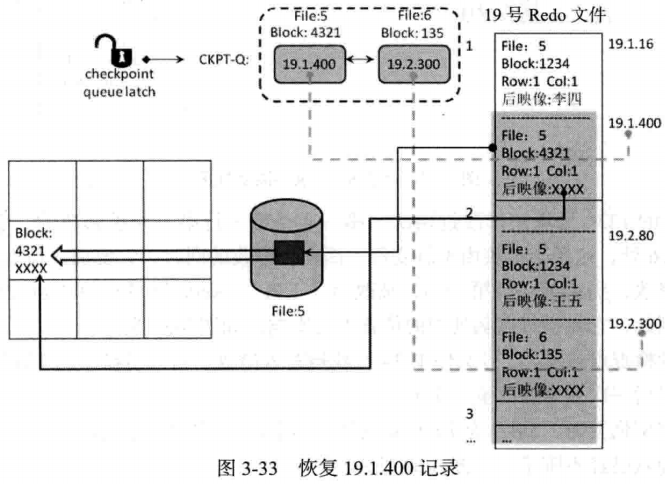 File:5
Block: 4321
File:6
Block: 135
19 号 Redo 文件
checkpoint
queue latch
CKPT-Q:
19.1.400
19.2.300
1
File: 5
Block:1234
Row:1 Col:1
后映像:李四
19.1.16
File: 5
Block:4321
Row:1 Col:1
后映像:XXXX
19.1.400
2
File: 5
Block:1234
Row:1 Col:1
后映像:王五
19.2.80
File: 6
Block:135
Row:1 Col:1
后映像:XXXX
19.2.300
3
...
...
Block:
4321
XXXX
File:5
图 3-33 恢复 19.1.400 记录